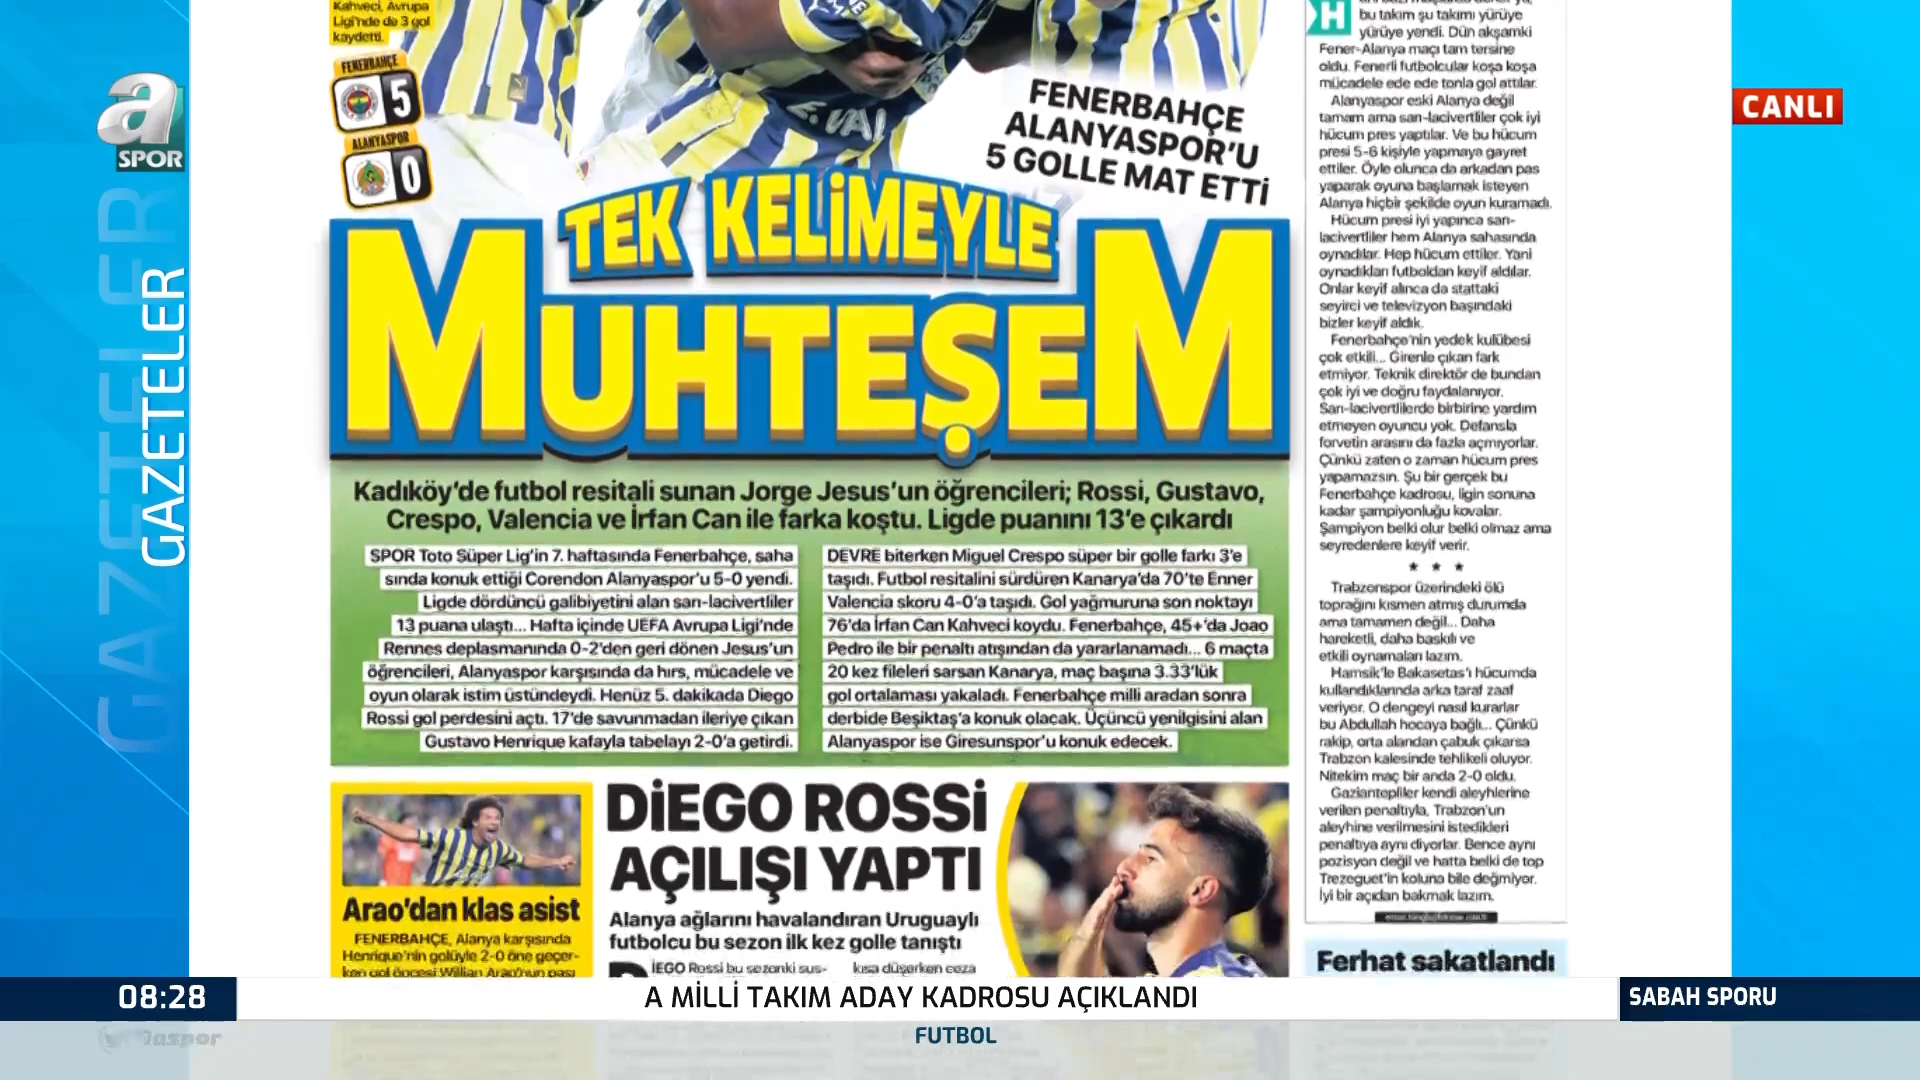 Kahveci, Avrupa
Ligi'nde de 3 gol
kaydetti.
FENERBAHÇE
5
ALANYASPOR
0
a
SPOR
GAZETELER
GAZETELER
E. VAL
FENERBAHÇE
ALANYASPOR'U
5 GOLLE MAT ETTİ
TEK KELİMEYLE
MUHTEŞEM
Kadıköy'de futbol resitali sunan Jorge Jesus'un öğrencileri; Rossi, Gustavo,
Crespo, Valencia ve İrfan Can ile farka koştu. Ligde puanını 13'e çıkardı
SPOR Toto Süper Lig'in 7. haftasında Fenerbahçe, saha
sında konuk ettiği Corendon Alanyaspor'u 5-0 yendi.
Ligde dördüncü galibiyetini alan sarı-lacivertliler
13 puana ulaştı... Hafta içinde UEFA Avrupa Ligi'nde
Rennes deplasmanında 0-2'den geri dönen Jesus'un
öğrencileri, Alanyaspor karşısında da hırs, mücadele ve
oyun olarak istim üstündeydi. Henüz 5. dakikada Diego
Rossi gol perdesini açtı. 17'de savunmadan ileriye çıkan
Gustavo Henrique kafayla tabelayı 2-0'a getirdi.
DEVRE biterken Miguel Crespo süper bir golle farkı 3'e
taşıdı. Futbol resitalini sürdüren Kanarya'da 70'te Enner
Valencia skoru 4-0'a taşıdı. Gol yağmuruna son noktayı
76'da İrfan Can Kahveci koydu. Fenerbahçe, 45+'da Joao
Pedro ile bir penaltı atışından da yararlanamadı... 6 maçta
20 kez fileleri sarsan Kanarya, maç başına 3.33'lük
gol ortalaması yakaladı. Fenerbahçe milli aradan sonra
derbide Beşiktaş'a konuk olacak. Üçüncü yenilgisini alan
Alanyaspor ise Giresunspor'u konuk edecek.
Arao'dan klas asist
FENERBAHÇE, Alanya karşısında
Henrique'nin golüyle 2-0 öne geçer-
ken gol öncesi Willian Arao'nun pası
DİEGO ROSSİ
AÇILIŞI YAPTI
Alanya ağlarını havalandıran Uruguaylı
futbolcu bu sezon ilk kez golle tanıştı
DİEGO Rossi bu sezonki sus-
kısa düşerken ceza
H
bu takım şu takımı yürüye
yürüye yendi. Dün akşamki
Fener-Alanya maçı tam tersine
oldu. Fenerli futbolcular koşa koşa
mücadele ede ede tonla gol attılar.
Alanyaspor eski Alanya değil
tamam ama sarı-lacivertliler çok iyi
hücum pres yaptılar. Ve bu hücum
presi 5-6 kişiyle yapmaya gayret
ettiler. Öyle olunca da arkadan pas
yaparak oyuna başlamak isteyen
Alanya hiçbir şekilde oyun kuramadı.
Hücum presi iyi yapınca sarı-
lacivertliler hem Alanya sahasında
oynadılar. Hep hücum ettiler. Yani
oynadıkları futboldan keyif aldılar.
Onlar keyif alınca da stattaki
seyirci ve televizyon başındaki
bizler keyif aldık.
Fenerbahçe'nin yedek kulübesi
çok etkili... Girenle çıkan fark
etmiyor. Teknik direktör de bundan
çok iyi ve doğru faydalanıyor.
Sarı-lacivertlilerde birbirine yardım
etmeyen oyuncu yok. Defansla
forvetin arasını da fazla açmıyorlar.
Çünkü zaten o zaman hücum pres
yapamazsın. Şu bir gerçek bu
Fenerbahçe kadrosu, ligin sonuna
kadar şampiyonluğu kovalar.
Şampiyon belki olur belki olmaz ama
seyredenlere keyif verir.
* * *
Trabzonspor üzerindeki ölü
toprağını kısmen atmış durumda
ama tamamen değil... Daha
hareketli, daha baskılı ve
etkili oynamaları lazım.
Hamsik'le Bakasetas'ı hücumda
kullandıklarında arka taraf zaaf
veriyor. O dengeyi nasıl kurarlar
bu Abdullah hocaya bağlı... Çünkü
rakip, orta alandan çabuk çıkarsa
Trabzon kalesinde tehlikeli oluyor.
Nitekim maç bir anda 2-0 oldu.
Gaziantepliler kendi aleyhlerine
verilen penaltıyla, Trabzon'un
aleyhine verilmesini istedikleri
penaltıya aynı diyorlar. Bence aynı
pozisyon değil ve hatta belki de top
Trezeguet'in koluna bile değmiyor.
İyi bir açıdan bakmak lazım.
Ferhat sakatlandı
CANLI
08:28
A MİLLİ TAKIM ADAY KADROSU AÇIKLANDI
SABAH SPORU
FUTBOL
aspor